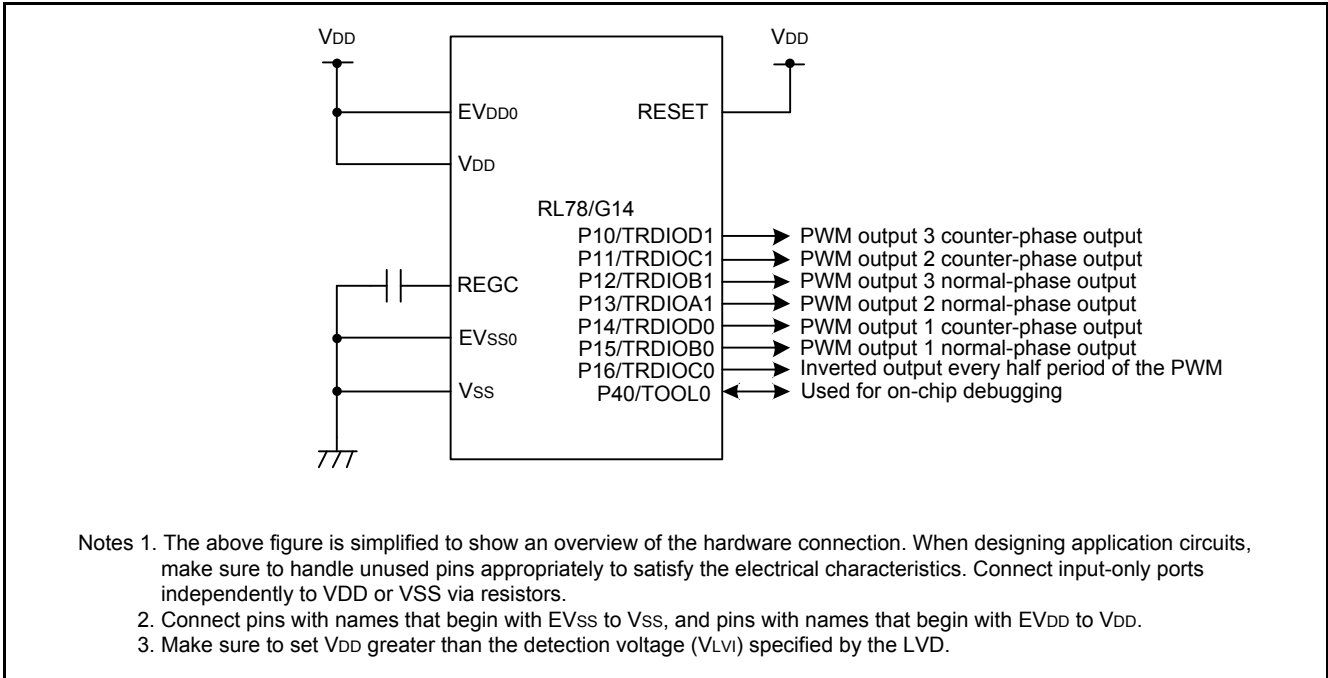 VDD
VDD
EVDD0
RESET
VDD
RL78/G14
P10/TRDIOD1
PWM output 3 counter-phase output
P11/TRDIOC1
PWM output 2 counter-phase output
P12/TRDIOB1
PWM output 3 normal-phase output
REGC
P13/TRDIOA1
PWM output 2 normal-phase output
P14/TRDIOD0
PWM output 1 counter-phase output
EVSS0
P15/TRDIOB0
PWM output 1 normal-phase output
P16/TRDIOC0
Inverted output every half period of the PWM
VSS
P40/TOOL0
Used for on-chip debugging
Notes 1. The above figure is simplified to show an overview of the hardware connection. When designing application circuits,
make sure to handle unused pins appropriately to satisfy the electrical characteristics. Connect input-only ports
independently to VDD or VSS via resistors.
2. Connect pins with names that begin with EVSS to VSS, and pins with names that begin with EVDD to VDD.
3. Make sure to set VDD greater than the detection voltage (VLVI) specified by the LVD.